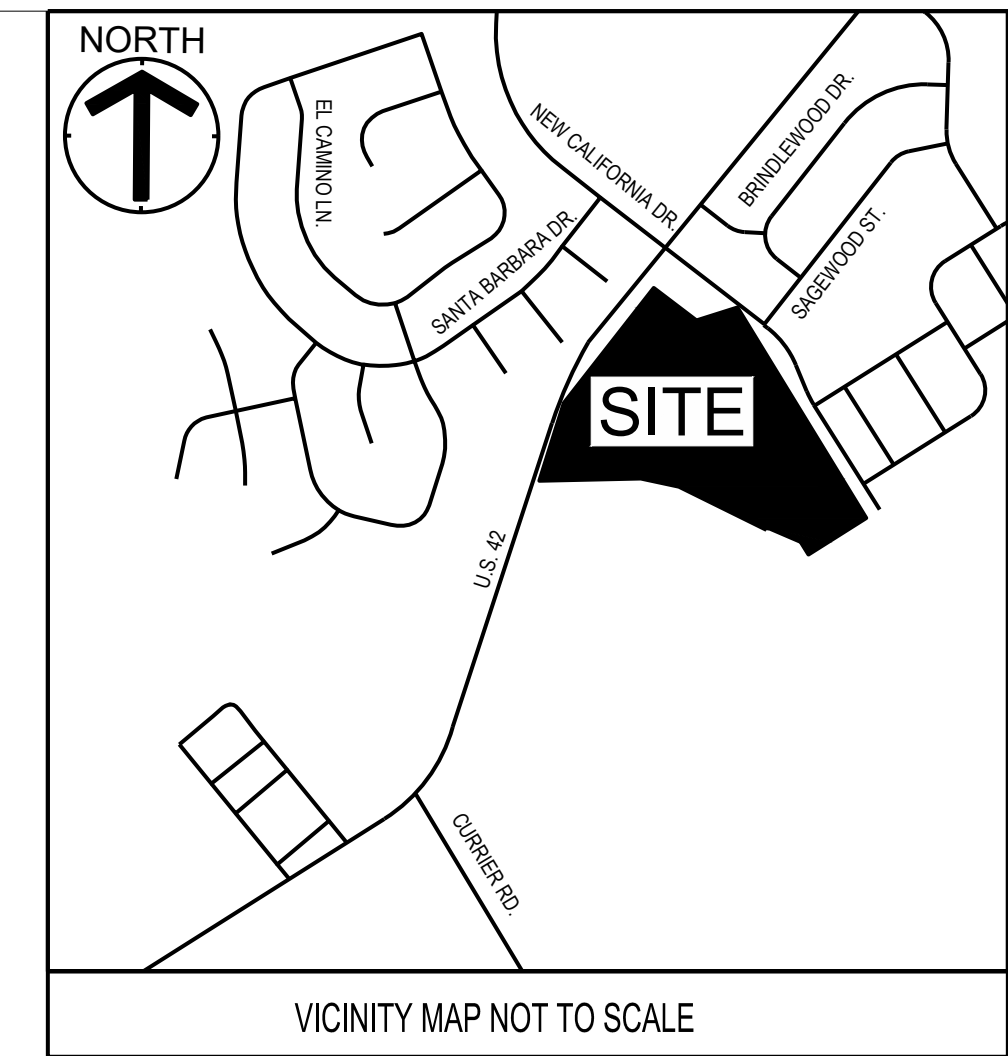 NORTH
EL CAMINO LN.
NEW CALIFORNIA DR.
BRINDLEWOOD DR.
SANTA BARBARA DR.
SAGEWOOD ST.
SITE
U.S. 42
CURRIER RD.
VICINITY MAP NOT TO SCALE